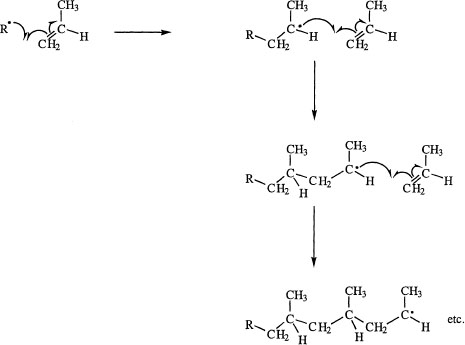 CH₃ CH₃ CH₃
R• C H C• H C H
CH₂ R CH₂ CH₂
CH₃ CH₃ CH₃
R C C• C H
CH₂ H CH₂ H CH₂
CH₃ CH₃ CH₃
R C C C• etc.
CH₂ H CH₂ H CH₂ H